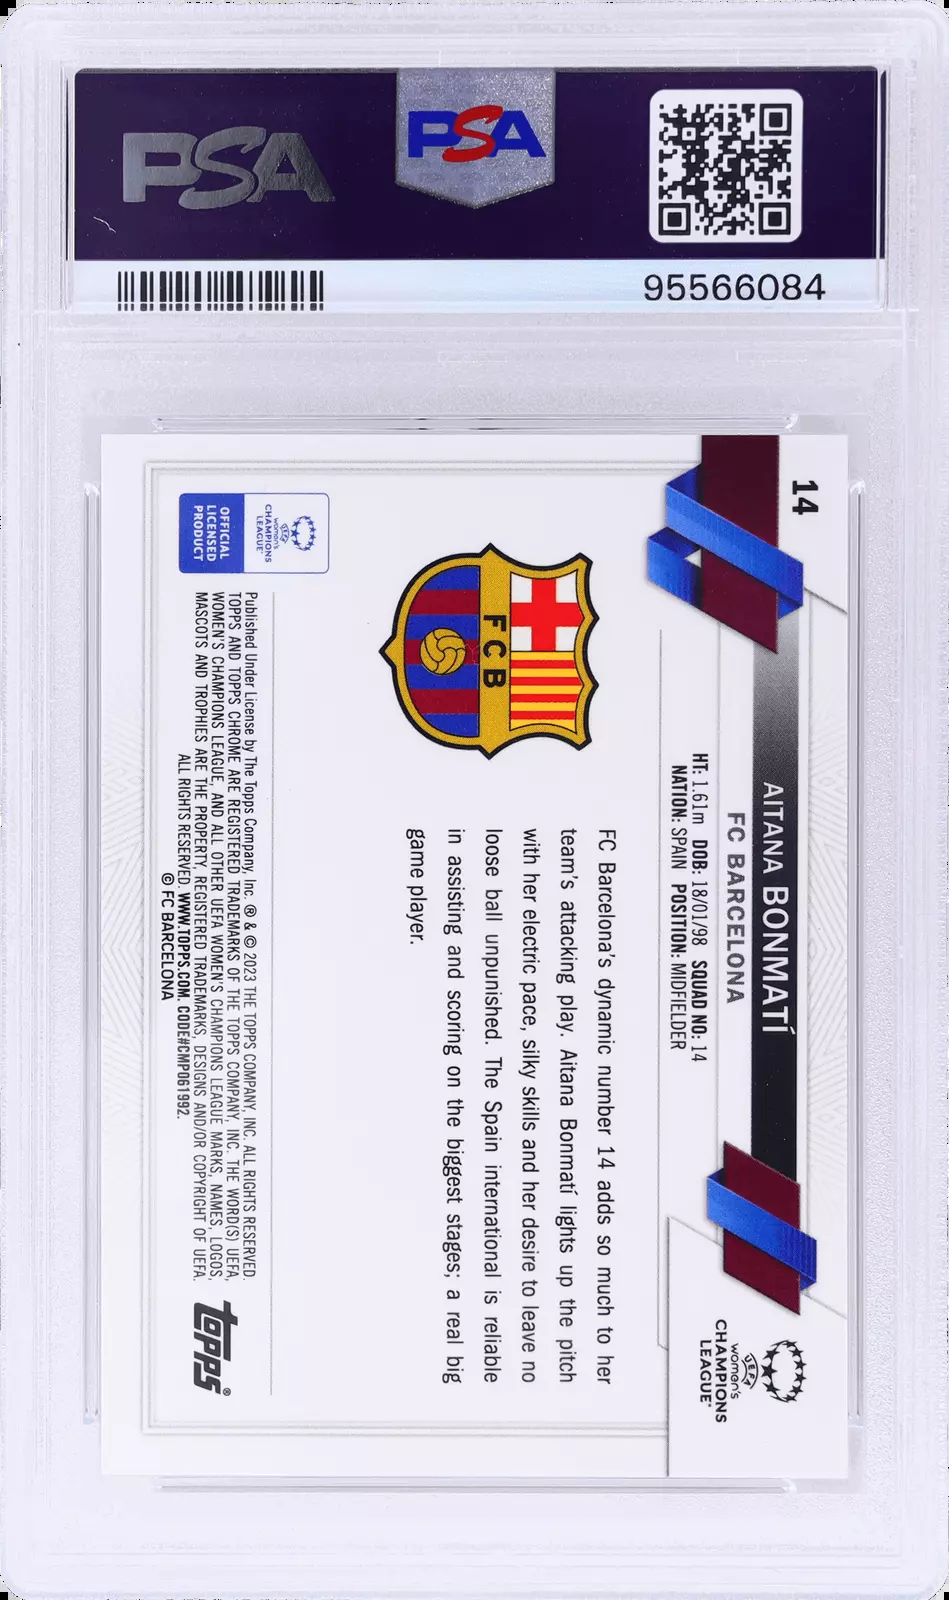 PSA
PSA
95566084
14
AITANA BONMATÍ
FC BARCELONA
HT: 1.61m DOB: 18/01/98 SQUAD NO: 14
NATION: SPAIN POSITION: MIDFIELDER
UEFA
women's
CHAMPIONS
LEAGUE
FCB
FC Barcelona's dynamic number 14 adds so much to her
team's attacking play. Aitana Bonmatí lights up the pitch
with her electric pace, silky skills and her desire to leave no
loose ball unpunished. The Spain international is reliable
in assisting and scoring on the biggest stages; a real big
game player.
UEFA
women's
CHAMPIONS
LEAGUE
OFFICIAL
LICENSED
PRODUCT
Published Under License by The Topps Company, Inc. ® & © 2023 THE TOPPS COMPANY, INC. ALL RIGHTS RESERVED.
TOPPS AND TOPPS CHROME ARE REGISTERED TRADEMARKS OF THE TOPPS COMPANY, INC. THE WORD(S) UEFA,
WOMEN'S CHAMPIONS LEAGUE, AND ALL OTHER UEFA WOMEN'S CHAMPIONS LEAGUE MARKS, NAMES, LOGOS,
MASCOTS AND TROPHIES ARE THE PROPERTY, REGISTERED TRADEMARKS, DESIGNS AND/OR COPYRIGHT OF UEFA.
ALL RIGHTS RESERVED. WWW.TOPPS.COM. CODE#CMP061992.
© FC BARCELONA
topps®